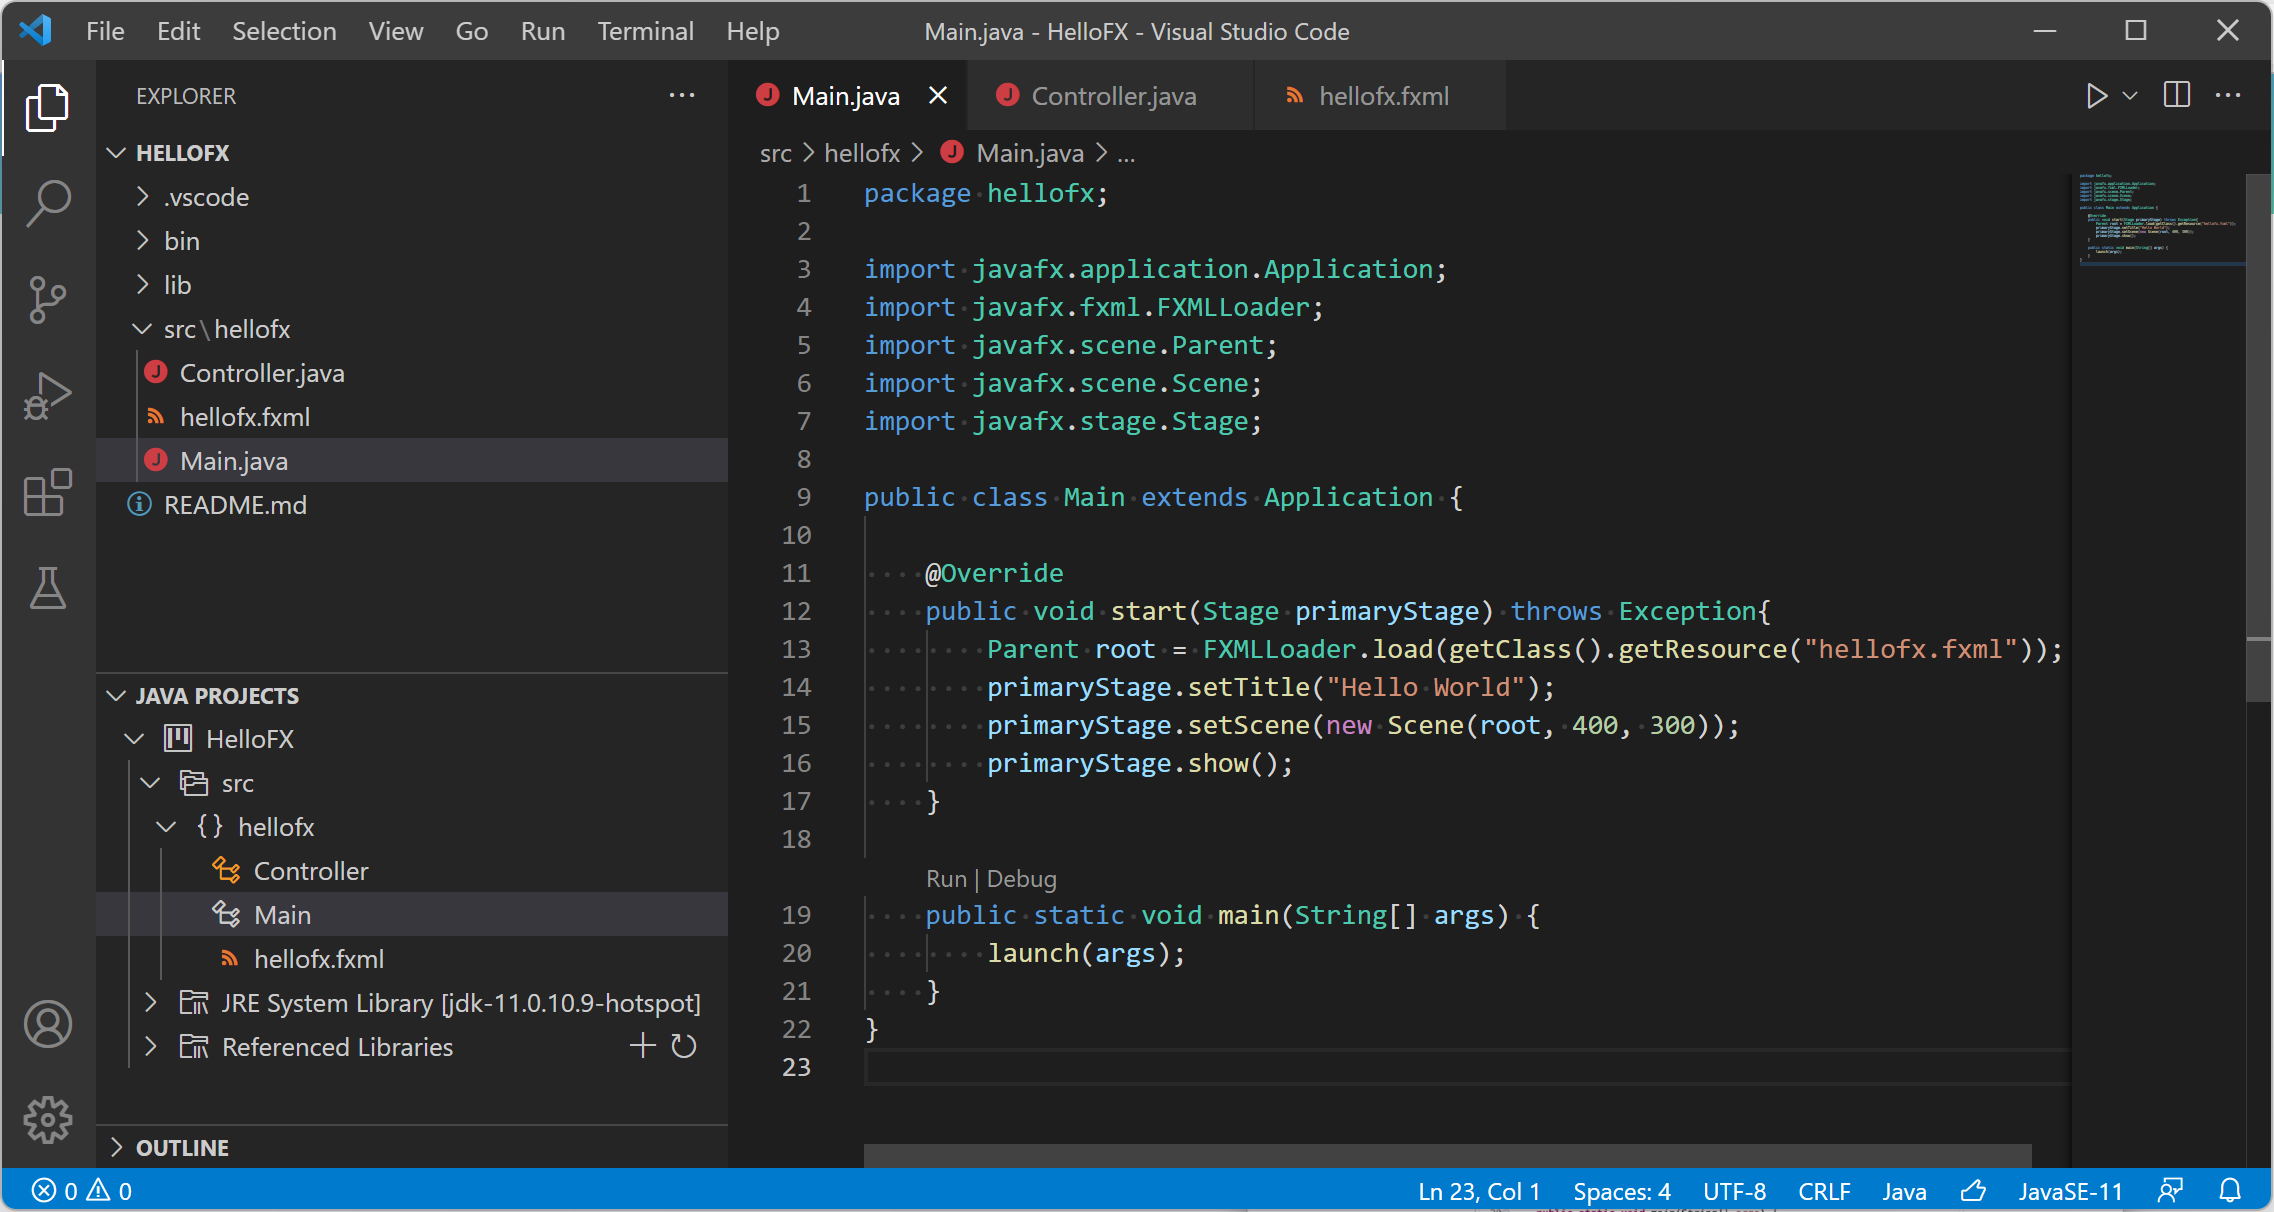 File Edit Selection View Go Run Terminal Help
Main.java - HelloFX - Visual Studio Code
EXPLORER
HELLOFX
.vscode
bin
lib
src\hellofx
Controller.java
hellofx.fxml
Main.java
README.md
JAVA PROJECTS
HelloFX
src
{} hellofx
Controller
Main
hellofx.fxml
JRE System Library [jdk-11.0.10.9-hotspot]
Referenced Libraries
OUTLINE
Main.java Controller.java hellofx.fxml
src > hellofx > Main.java > ...
1 package hellofx;
2
3 import javafx.application.Application;
4 import javafx.fxml.FXMLLoader;
5 import javafx.scene.Parent;
6 import javafx.scene.Scene;
7 import javafx.stage.Stage;
8
9 public class Main extends Application {
10
11 @Override
12 public void start(Stage primaryStage) throws Exception{
13 Parent root = FXMLLoader.load(getClass().getResource("hellofx.fxml"));
14 primaryStage.setTitle("Hello World");
15 primaryStage.setScene(new Scene(root, 400, 300));
16 primaryStage.show();
17 }
18
Run | Debug
19 public static void main(String[] args) {
20 launch(args);
21 }
22 }
23
0 0
Ln 23, Col 1 Spaces: 4 UTF-8 CRLF Java JavaSE-11